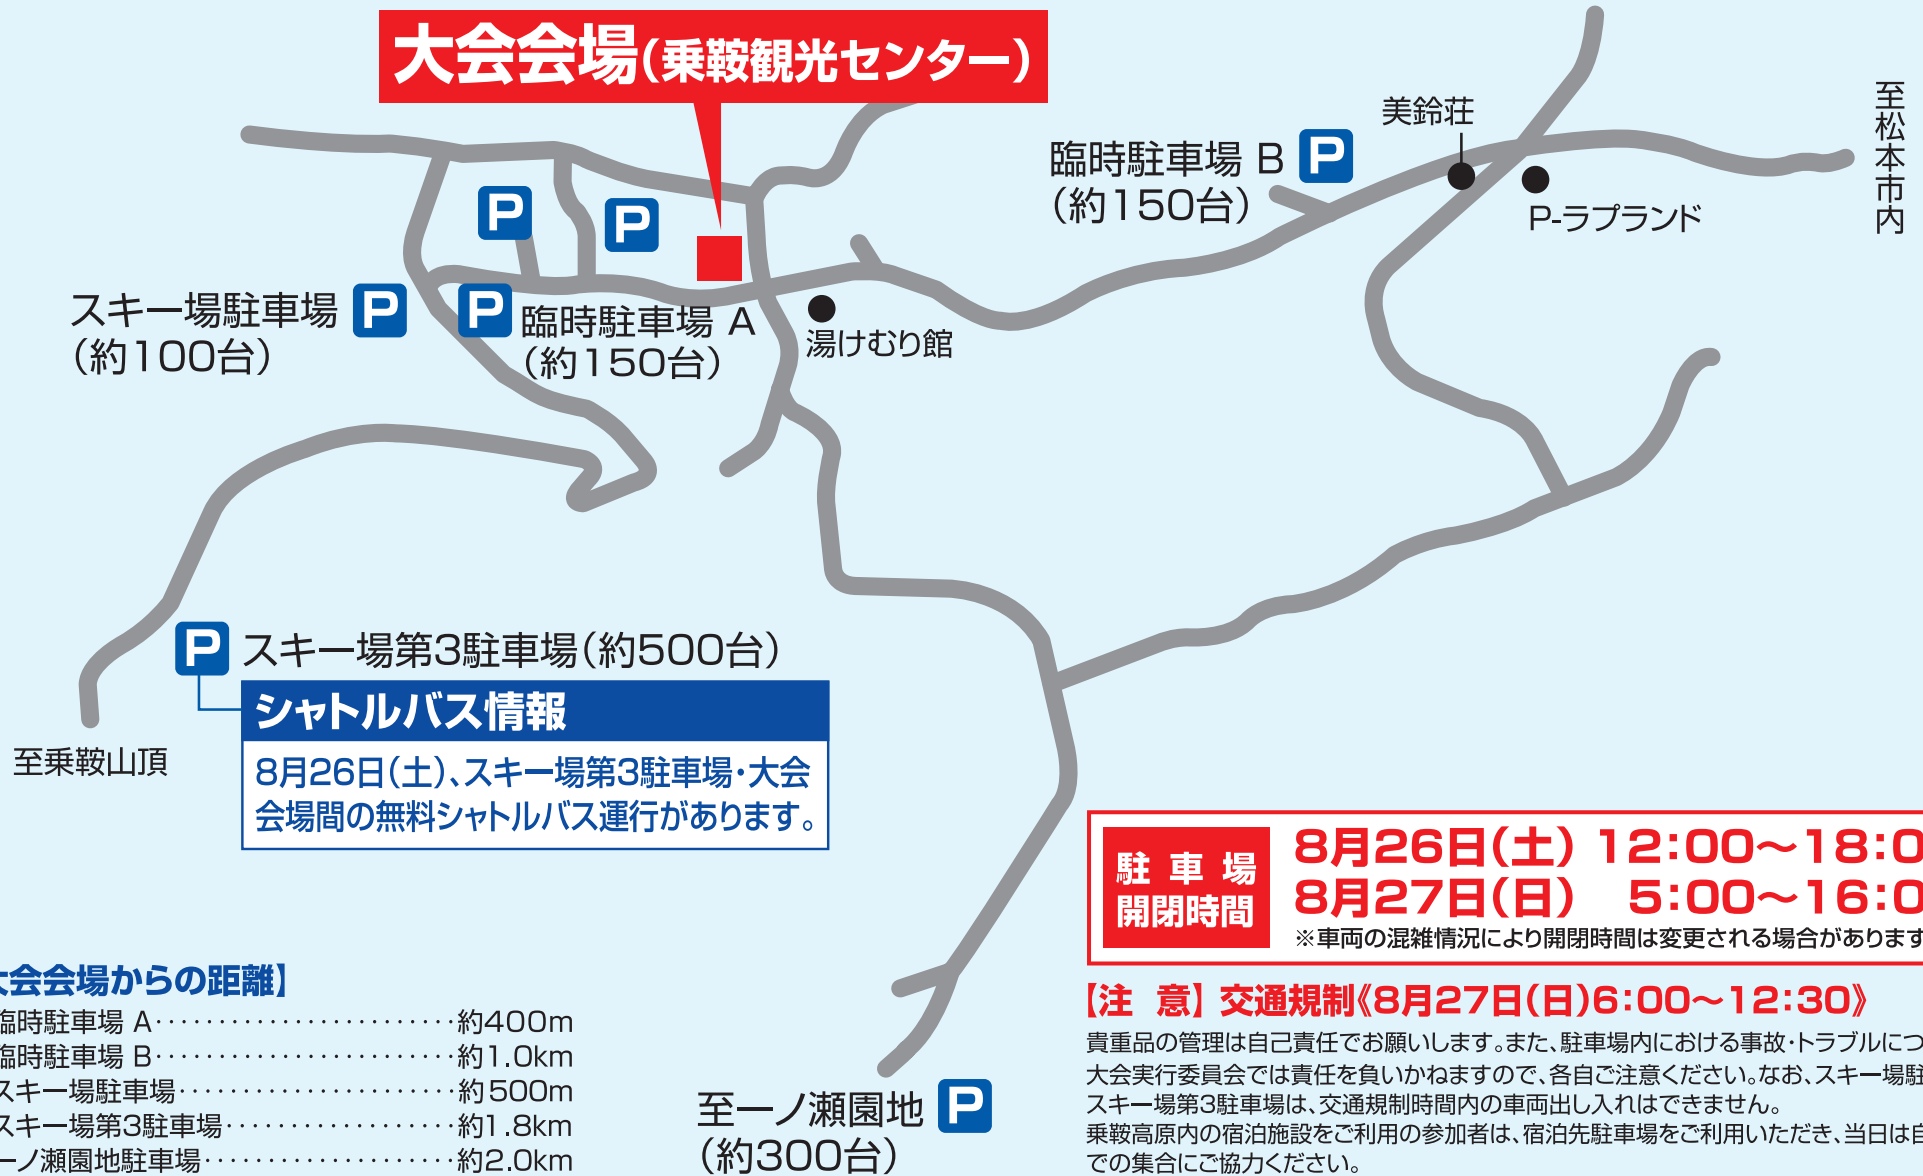 大会会場(乗鞍観光センター)
至松本市内
美鈴荘
臨時駐車場 B P
(約150台)
P-ラプランド
P
P
スキー場駐車場 P
(約100台)
P 臨時駐車場 A
(約150台)
湯けむり館
P スキー場第3駐車場(約500台)
シャトルバス情報
8月26日(土)、スキー場第3駐車場・大会
会場間の無料シャトルバス運行があります。
至乗鞍山頂
駐車場
開閉時間
8月26日(土) 12:00〜18:0
8月27日(日) 5:00〜16:0
※車両の混雑情況により開閉時間は変更される場合があります
大会会場からの距離】
臨時駐車場 A························約400m
臨時駐車場 B························約1.0km
スキー場駐車場······················約500m
スキー場第3駐車場··················約1.8km
一ノ瀬園地駐車場····················約2.0km
至一ノ瀬園地 P
(約300台)
【注 意】交通規制《8月27日(日)6:00〜12:30》
貴重品の管理は自己責任でお願いします。また、駐車場内における事故・トラブルにつ
大会実行委員会では責任を負いかねますので、各自ご注意ください。なお、スキー場駐
スキー場第3駐車場は、交通規制時間内の車両出し入れはできません。
乗鞍高原内の宿泊施設をご利用の参加者は、宿泊先駐車場をご利用いただき、当日は自
での集合にご協力ください。